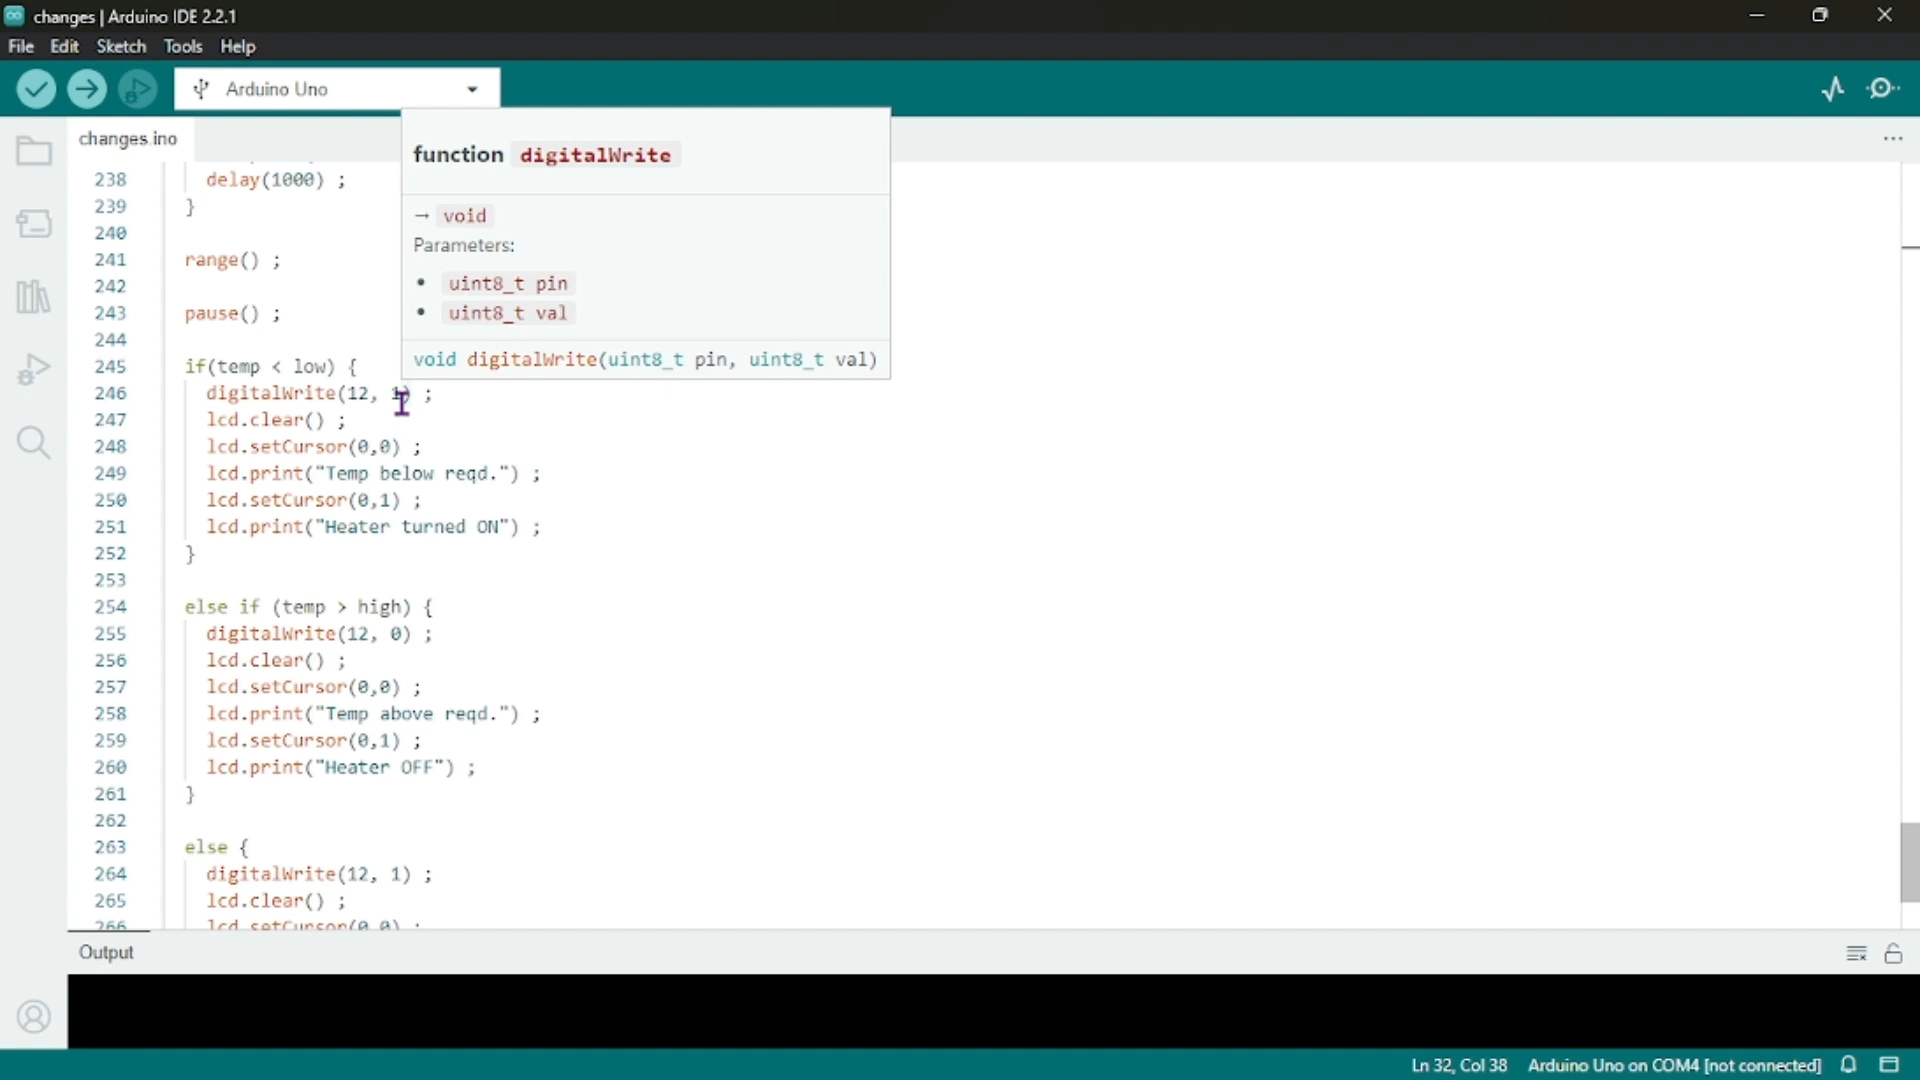 changes | Arduino IDE 2.2.1
File Edit Sketch Tools Help
Arduino Uno
changes.ino
function digitalWrite
→ void
Parameters:
• uint8_t pin
• uint8_t val
void digitalWrite(uint8_t pin, uint8_t val)
238 delay(1000) ;
239 }
240
241 range() ;
242
243 pause() ;
244
245 if(temp < low) {
246 digitalWrite(12, 1) ;
247 lcd.clear() ;
248 lcd.setCursor(0,0) ;
249 lcd.print("Temp below reqd.") ;
250 lcd.setCursor(0,1) ;
251 lcd.print("Heater turned ON") ;
252 }
253
254 else if (temp > high) {
255 digitalWrite(12, 0) ;
256 lcd.clear() ;
257 lcd.setCursor(0,0) ;
258 lcd.print("Temp above reqd.") ;
259 lcd.setCursor(0,1) ;
260 lcd.print("Heater OFF") ;
261 }
262
263 else {
264 digitalWrite(12, 1) ;
265 lcd.clear() ;
266 lcd.setCursor(0,0) ;
Output
Ln 32, Col 38 Arduino Uno on COM4 [not connected]